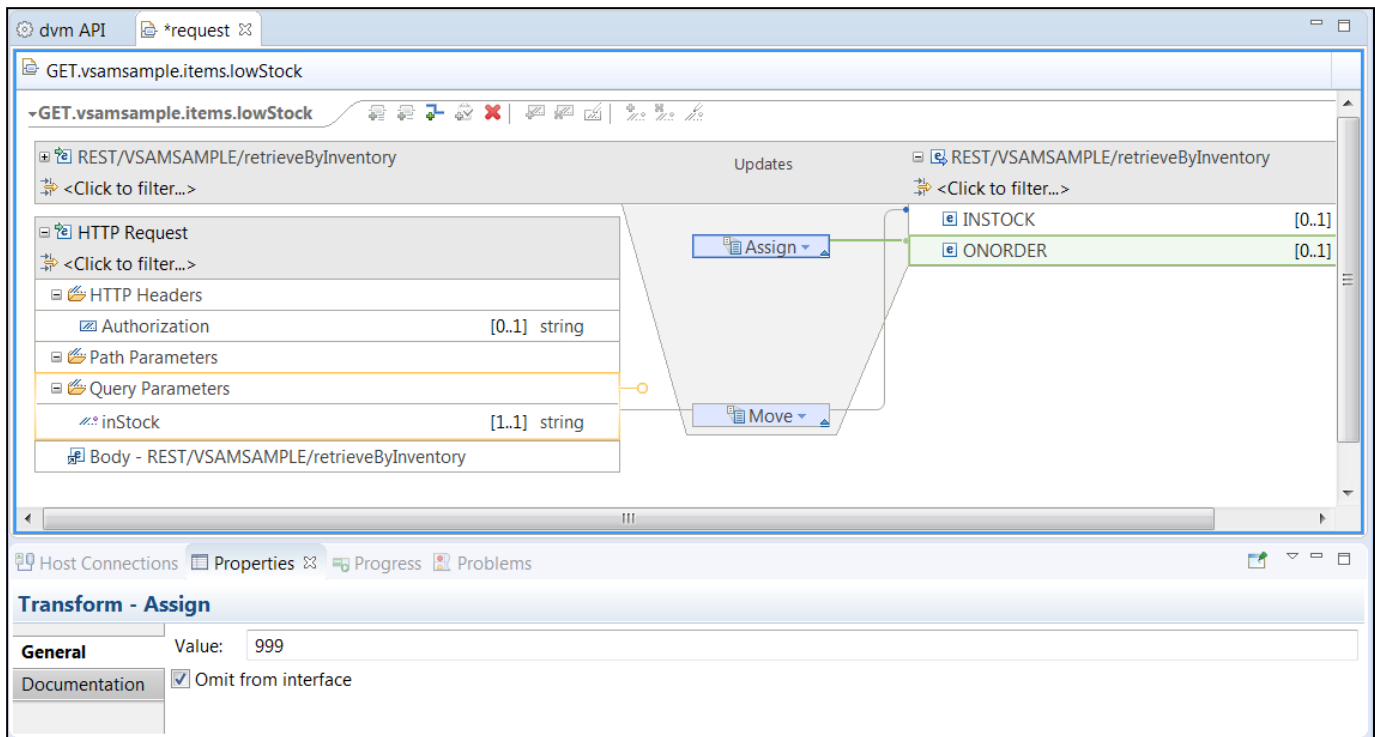 dvm API
*request
GET.vsamsample.items.lowStock
GET.vsamsample.items.lowStock
REST/VSAMSAMPLE/retrieveByInventory
<Click to filter...>
HTTP Request
<Click to filter...>
HTTP Headers
Authorization [0..1] string
Path Parameters
Query Parameters
inStock [1..1] string
Body - REST/VSAMSAMPLE/retrieveByInventory
Updates
Assign
Move
REST/VSAMSAMPLE/retrieveByInventory
<Click to filter...>
INSTOCK [0..1]
ONORDER [0..1]
Host Connections Properties Progress Problems
Transform - Assign
General
Documentation
Value: 999
Omit from interface